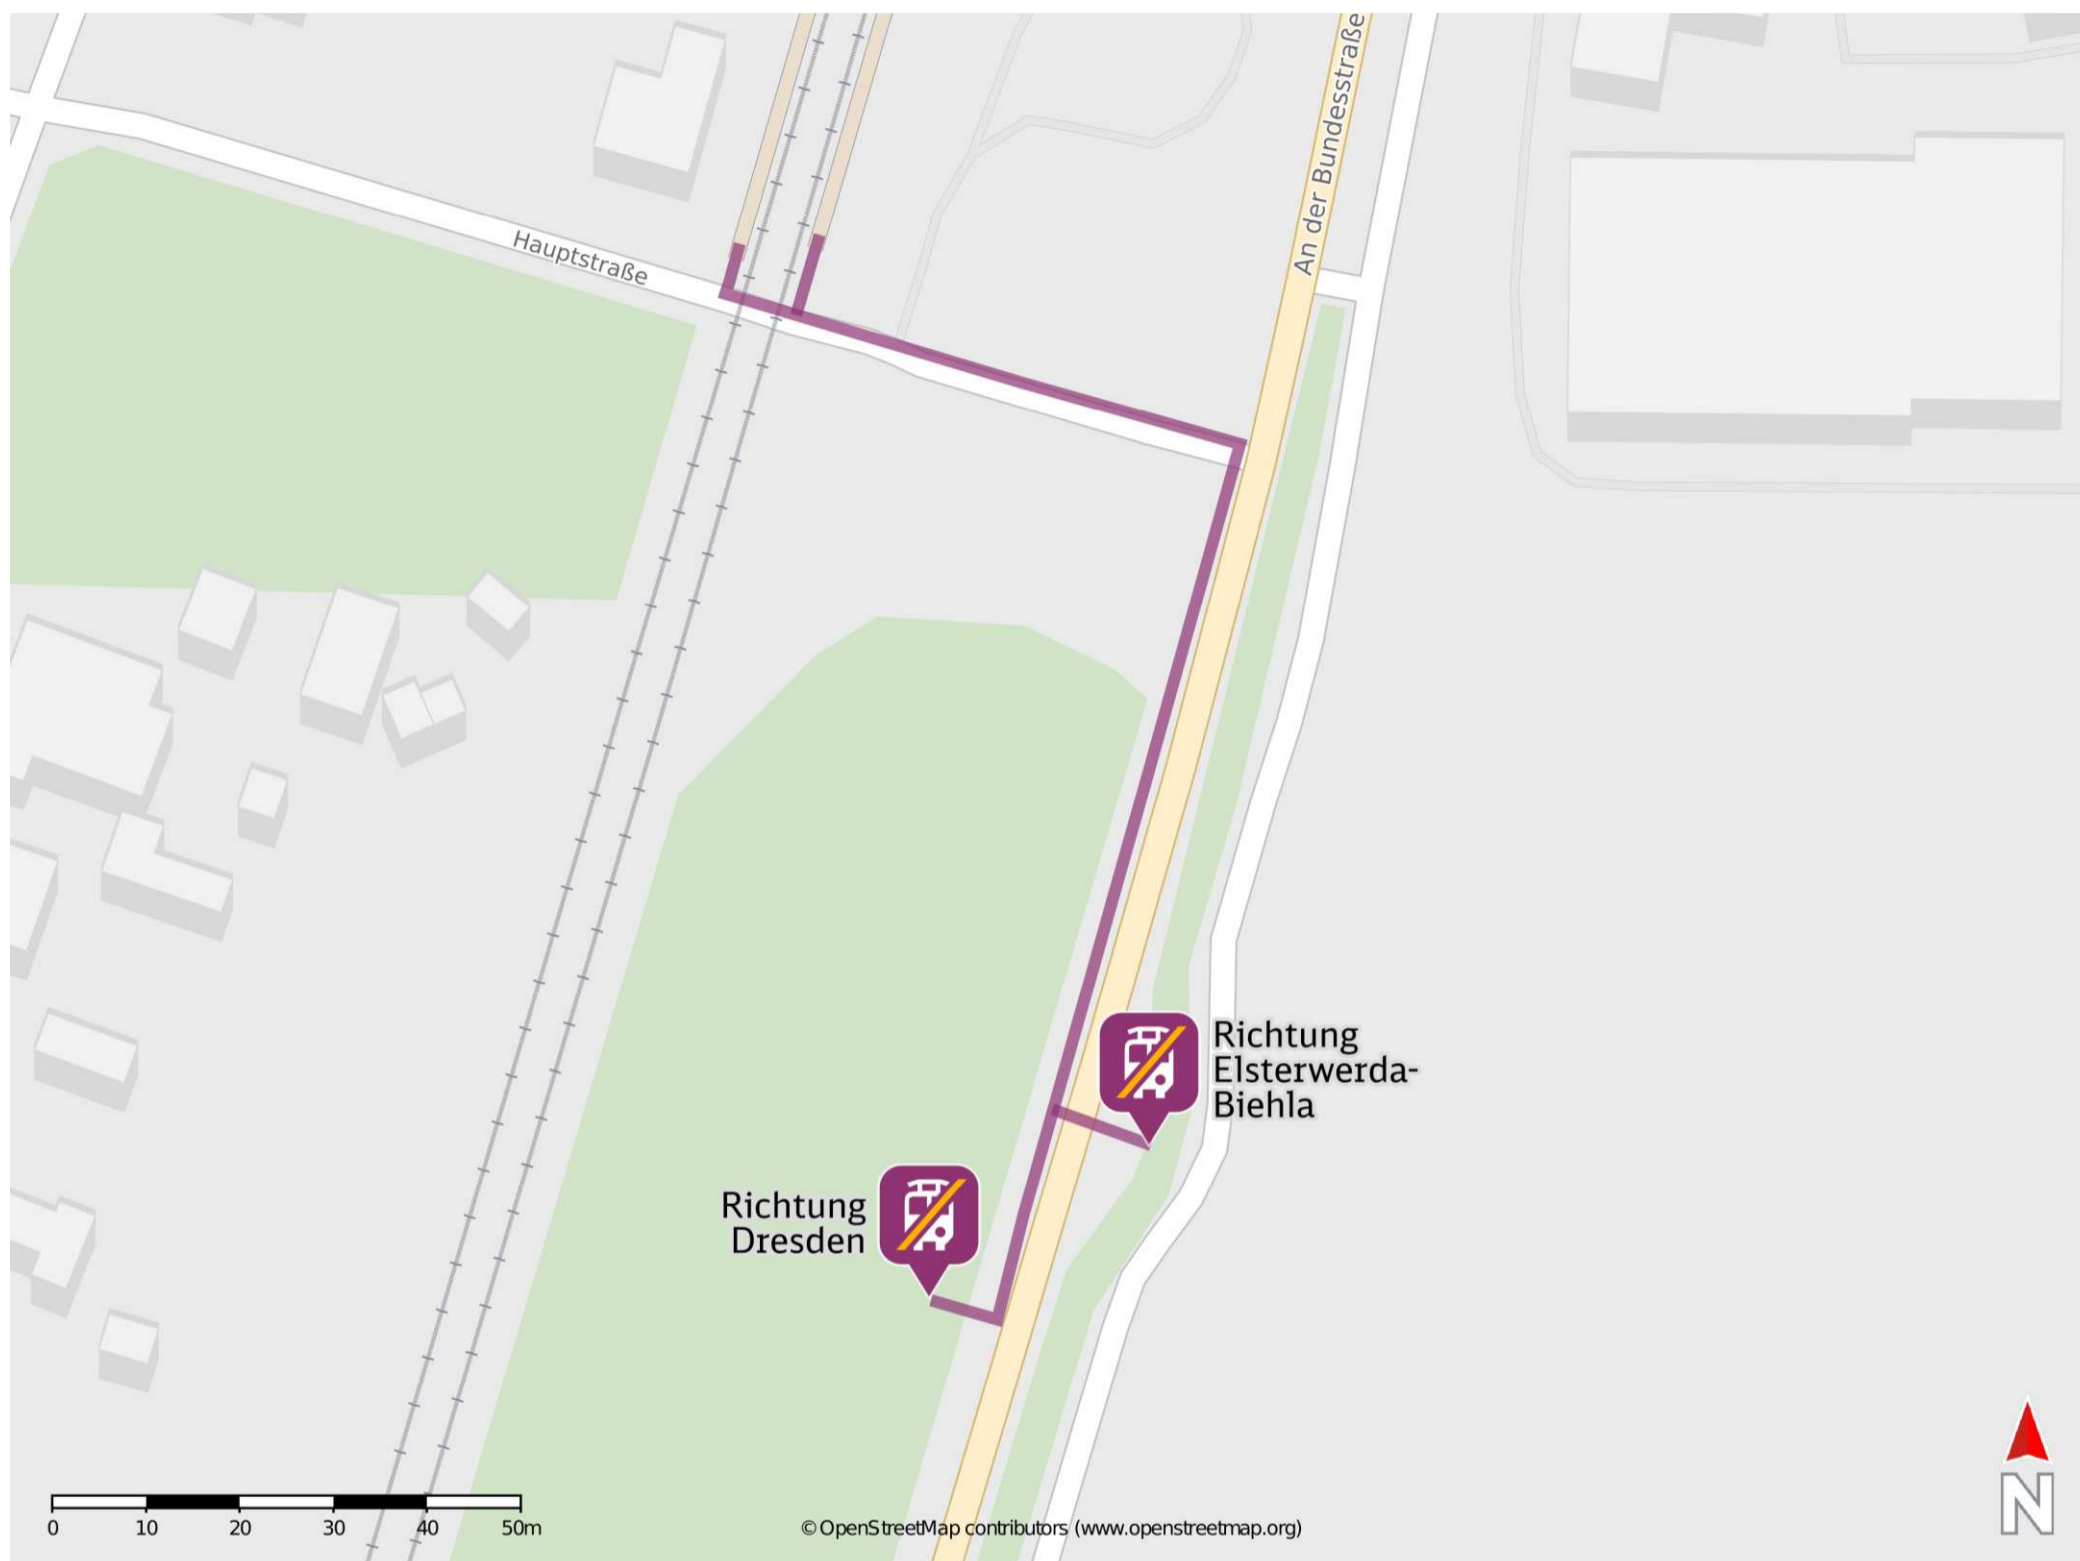 An der Bundesstraße
Hauptstraße
Richtung
Elsterwerda-
Biehla
Richtung
Dresden
0 10 20 30 40 50m
© OpenStreetMap contributors (www.openstreetmap.org)
N